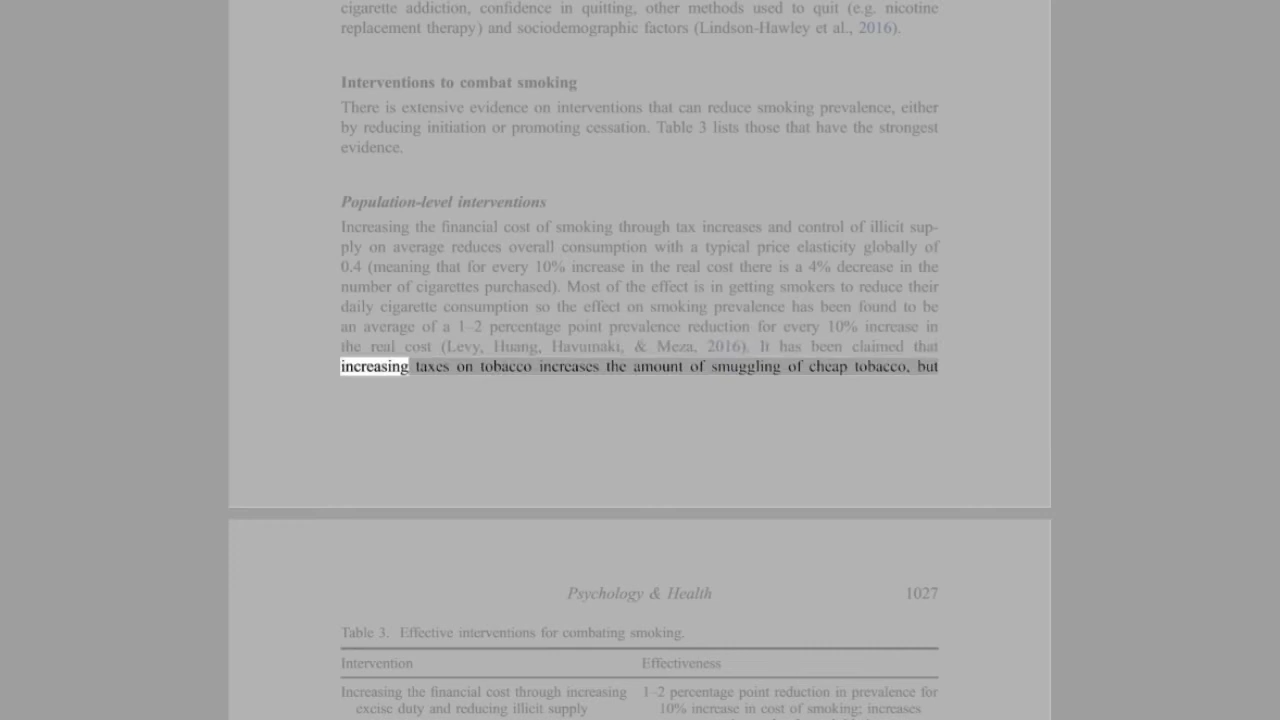 cigarette addiction, confidence in quitting, other methods used to quit (e.g. nicotine
replacement therapy) and sociodemographic factors (Lindson-Hawley et al., 2016).
Interventions to combat smoking
There is extensive evidence on interventions that can reduce smoking prevalence, either
by reducing initiation or promoting cessation. Table 3 lists those that have the strongest
evidence.
Population-level interventions
Increasing the financial cost of smoking through tax increases and control of illicit sup-
ply on average reduces overall consumption with a typical price elasticity globally of
0.4 (meaning that for every 10% increase in the real cost there is a 4% decrease in the
number of cigarettes purchased). Most of the effect is in getting smokers to reduce their
daily cigarette consumption so the effect on smoking prevalence has been found to be
an average of a 1–2 percentage point prevalence reduction for every 10% increase in
the real cost (Levy, Huang, Havumaki, & Meza, 2016). It has been claimed that
increasing taxes on tobacco increases the amount of smuggling of cheap tobacco, but
Psychology & Health 1027
Table 3. Effective interventions for combating smoking.
Intervention Effectiveness
Increasing the financial cost through increasing 1–2 percentage point reduction in prevalence for
excise duty and reducing illicit supply 10% increase in cost of smoking; increases